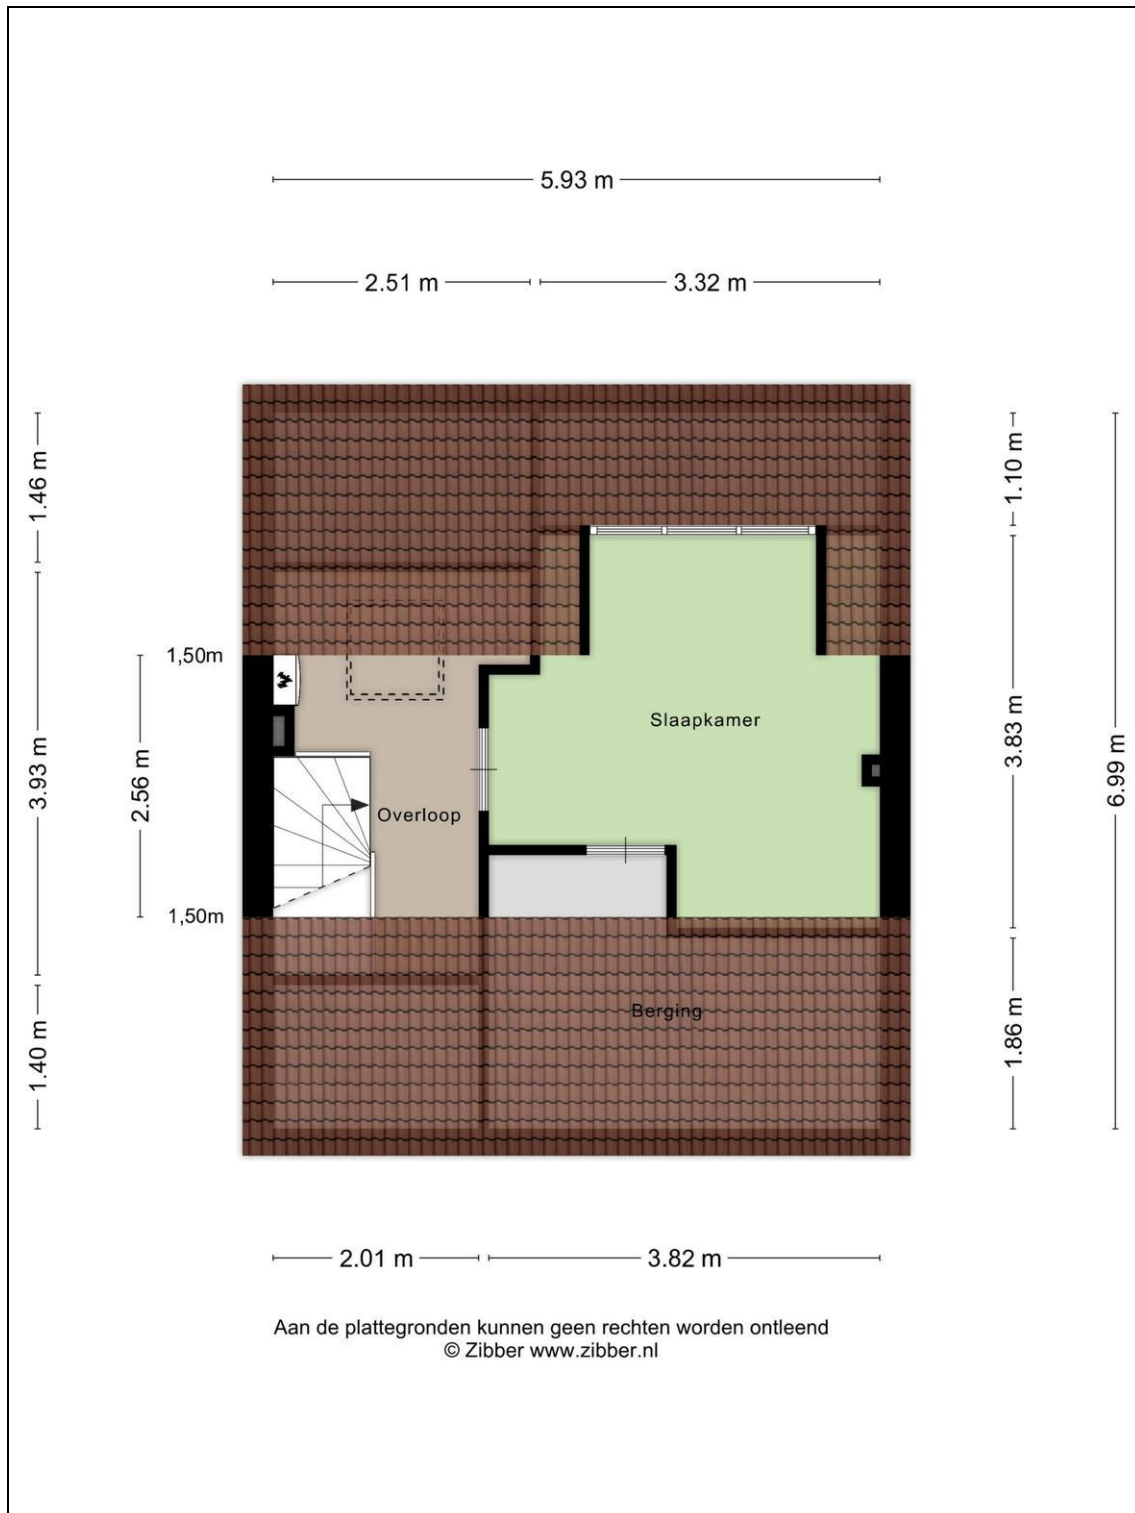 5.93 m
2.51 m
3.32 m
1.46 m
1.10 m
1,50m
Slaapkamer
3.93 m
2.56 m
3.83 m
6.99 m
Overloop
1,50m
Berging
1.40 m
1.86 m
2.01 m
3.82 m
Aan de plattegronden kunnen geen rechten worden ontleend
© Zibber www.zibber.nl